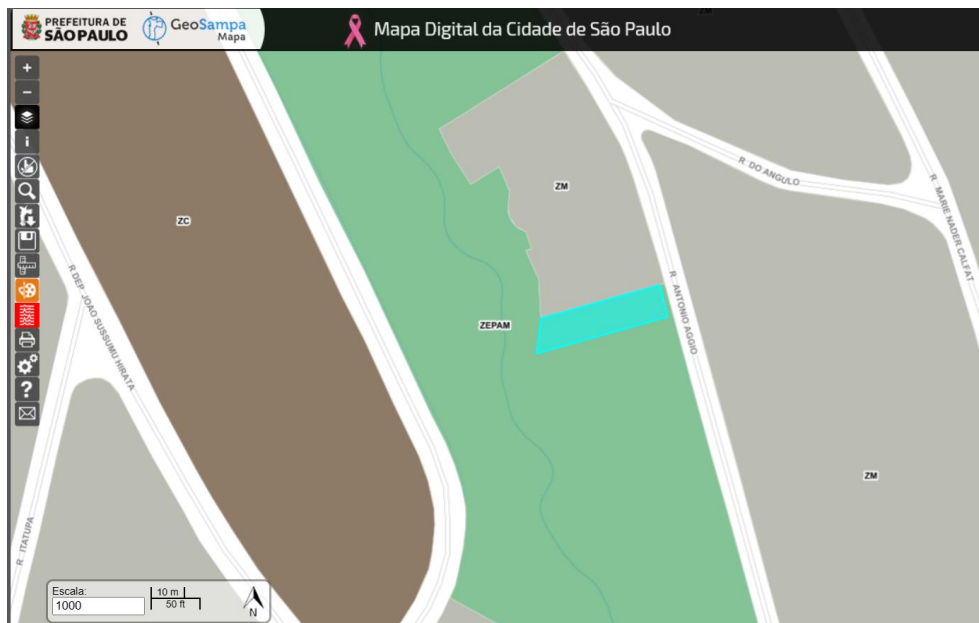 PREFEITURA DE
SÃO PAULO
GeoSampa
Mapa
Mapa Digital da Cidade de São Paulo
ZM
R DO ANGULO
R MARIE NADER CALFAT
ZC
R DEP JOAO SUSSUMU HIRATA
R ANTONIO AGGIO
ZEPAM
ZM
R ITATUPA
Escala:
1000
10 m
50 ft
N